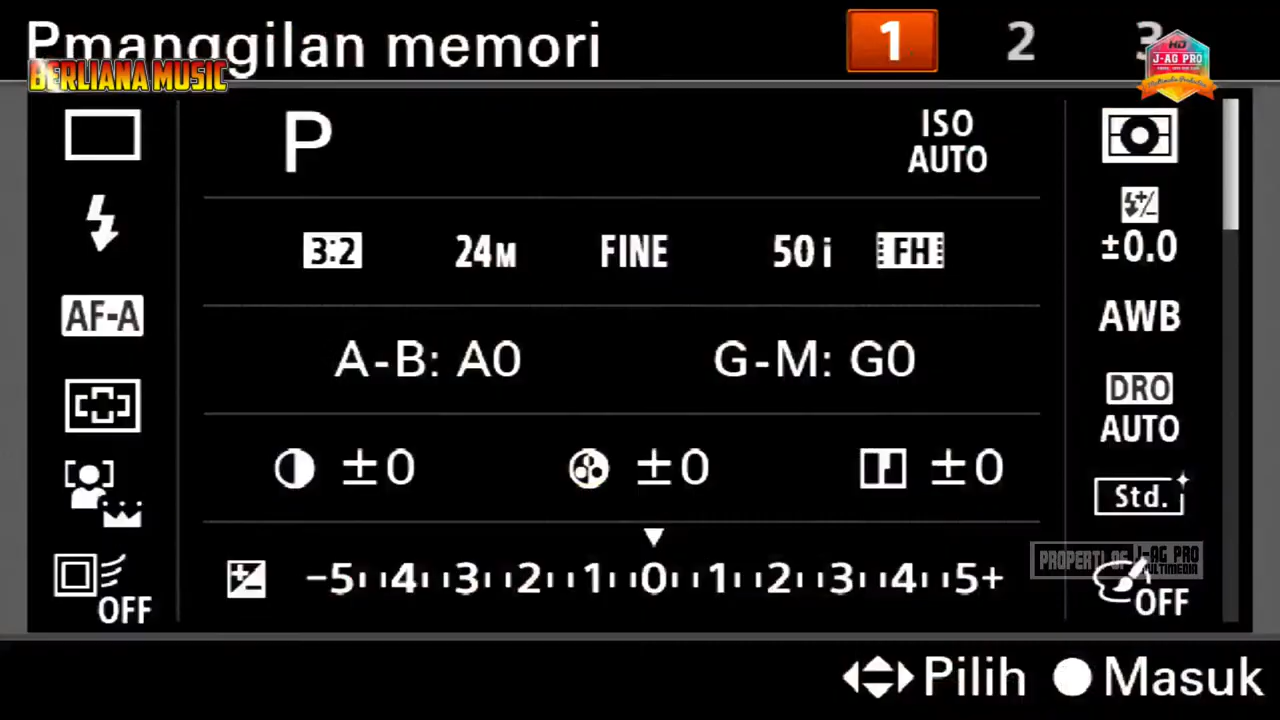 Pmanggilan memori 1 2 3
BERLIANA MUSIC
HD
J-AG PRO
P ISO AUTO
±0.0
3:2 24M FINE 50i FH
AF-A
AWB
A-B: A0 G-M: G0
DRO AUTO
±0 ±0 ±0
Std.
PROPERTI OF J-AG PRO MULTIMEDIA
-5 4 3 2 1 0 1 2 3 4 5+
OFF
OFF
Pilih Masuk